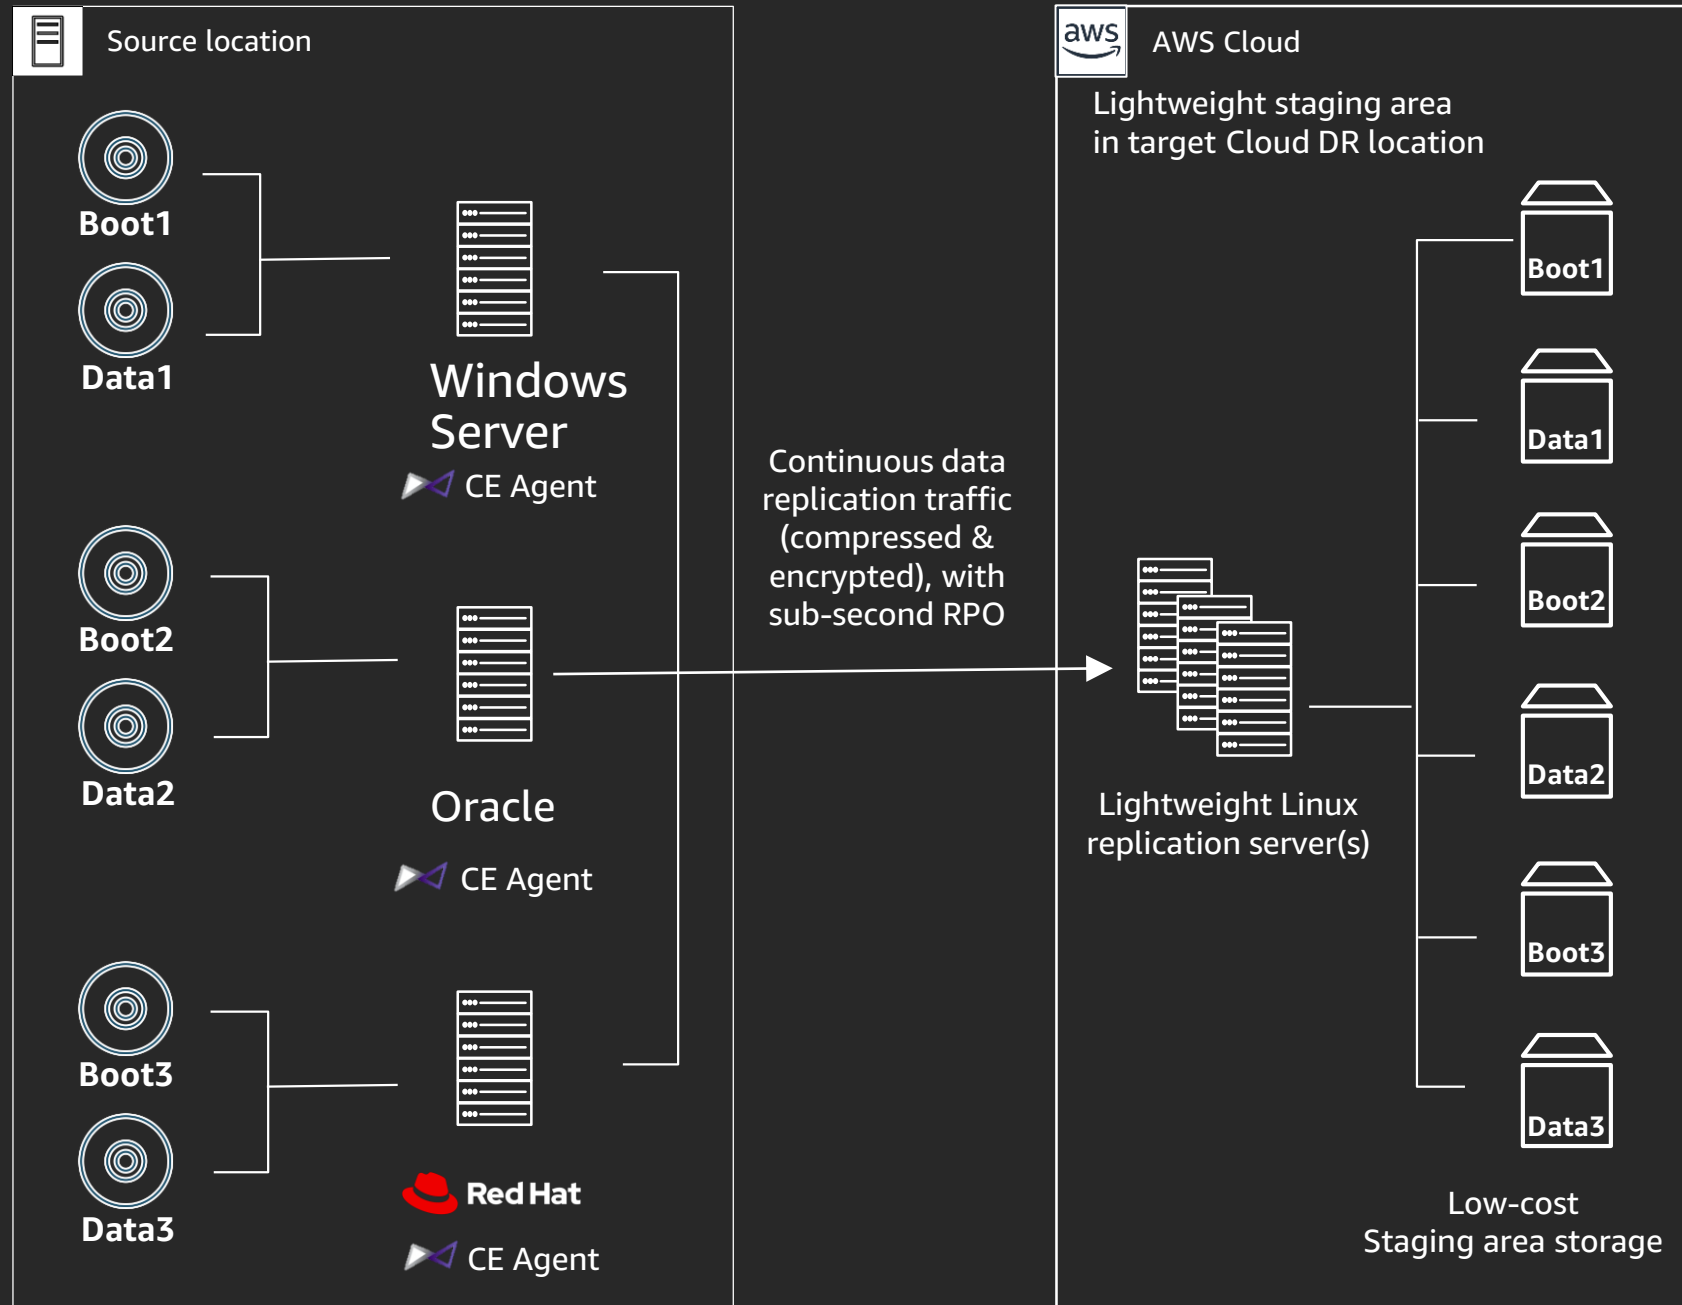 Source location
Boot1
Data1
Windows
Server
CE Agent
Boot2
Data2
Oracle
CE Agent
Boot3
Data3
Red Hat
CE Agent
Continuous data
replication traffic
(compressed &
encrypted), with
sub-second RPO
aws
AWS Cloud
Lightweight staging area
in target Cloud DR location
Lightweight Linux
replication server(s)
Boot1
Data1
Boot2
Data2
Boot3
Data3
Low-cost
Staging area storage